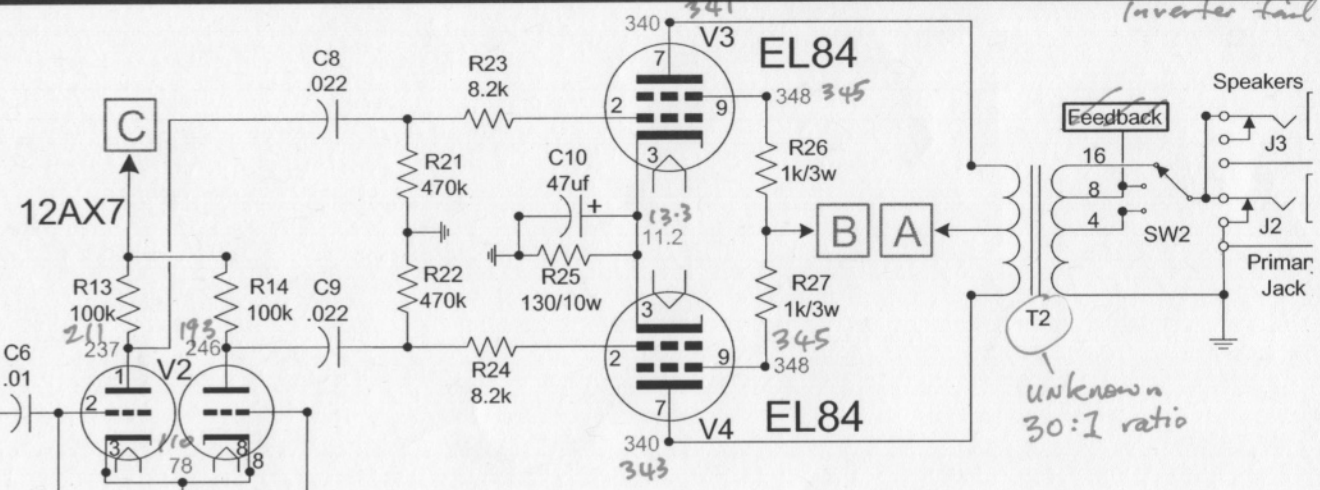 341
Inverter tail
340
V3
EL84
7
C8
.022
R23
8.2k
Speakers
348 345
2
9
Feedback
C
J3
3
R26
1k/3w
16
R21
470k
C10
47uf
+
8
12AX7
13.3
11.2
B
A
4
SW2
J2
R25
130/10w
Primar
Jack
R22
470k
R27
1k/3w
R13
100k
R14
100k
C9
.022
3
T2
211
237
193
246
345
348
C6
.01
V2
1
R24
8.2k
2
9
unknown
30:1 ratio
2
7
EL84
V4
3
110
78
8
8
340
343